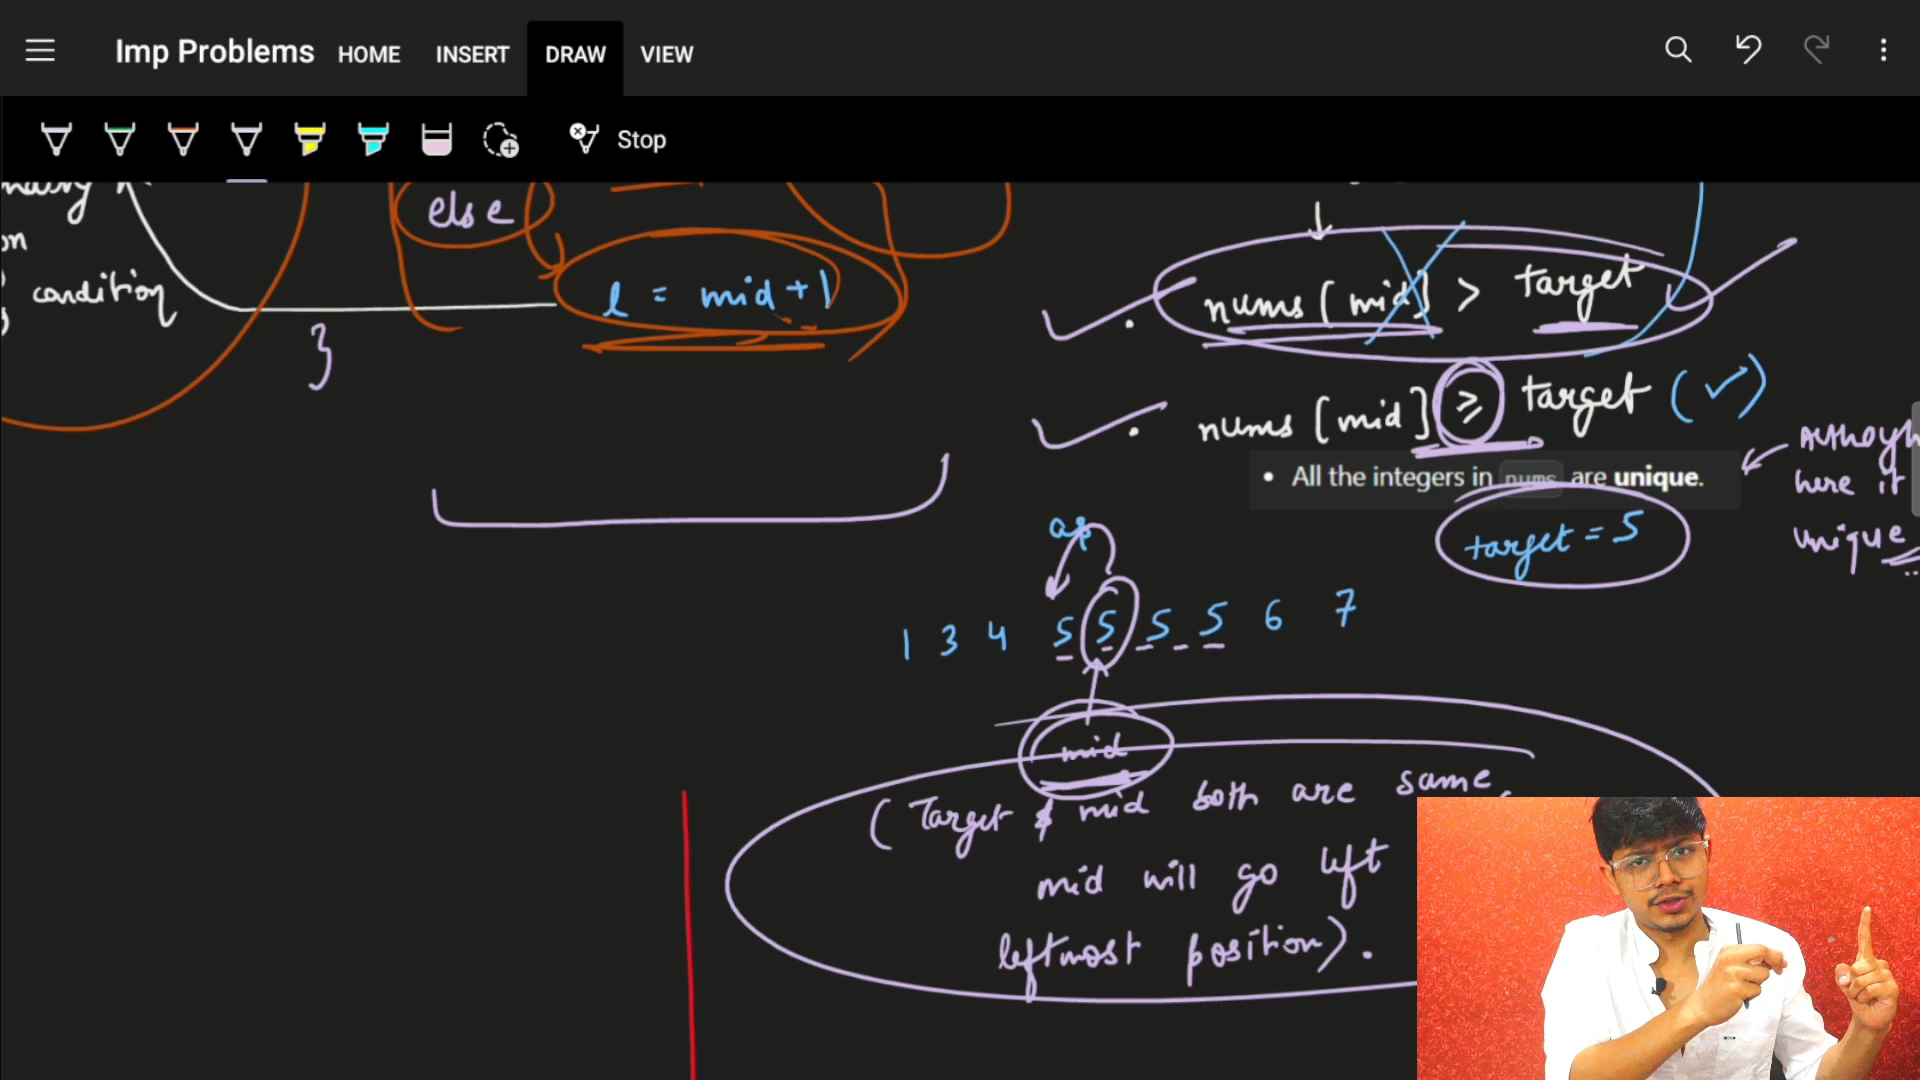 Imp Problems HOME INSERT DRAW VIEW
Stop
else
on
condition
l = mid + 1
}
nums [mid] > target
nums [mid] ≥ target (✓)
• All the integers in nums are unique.
Although
here it
unique
target = 5
1 3 4 5 5 5 5 6 7
mid
(Target & mid both are same,
mid will go left
leftmost position).